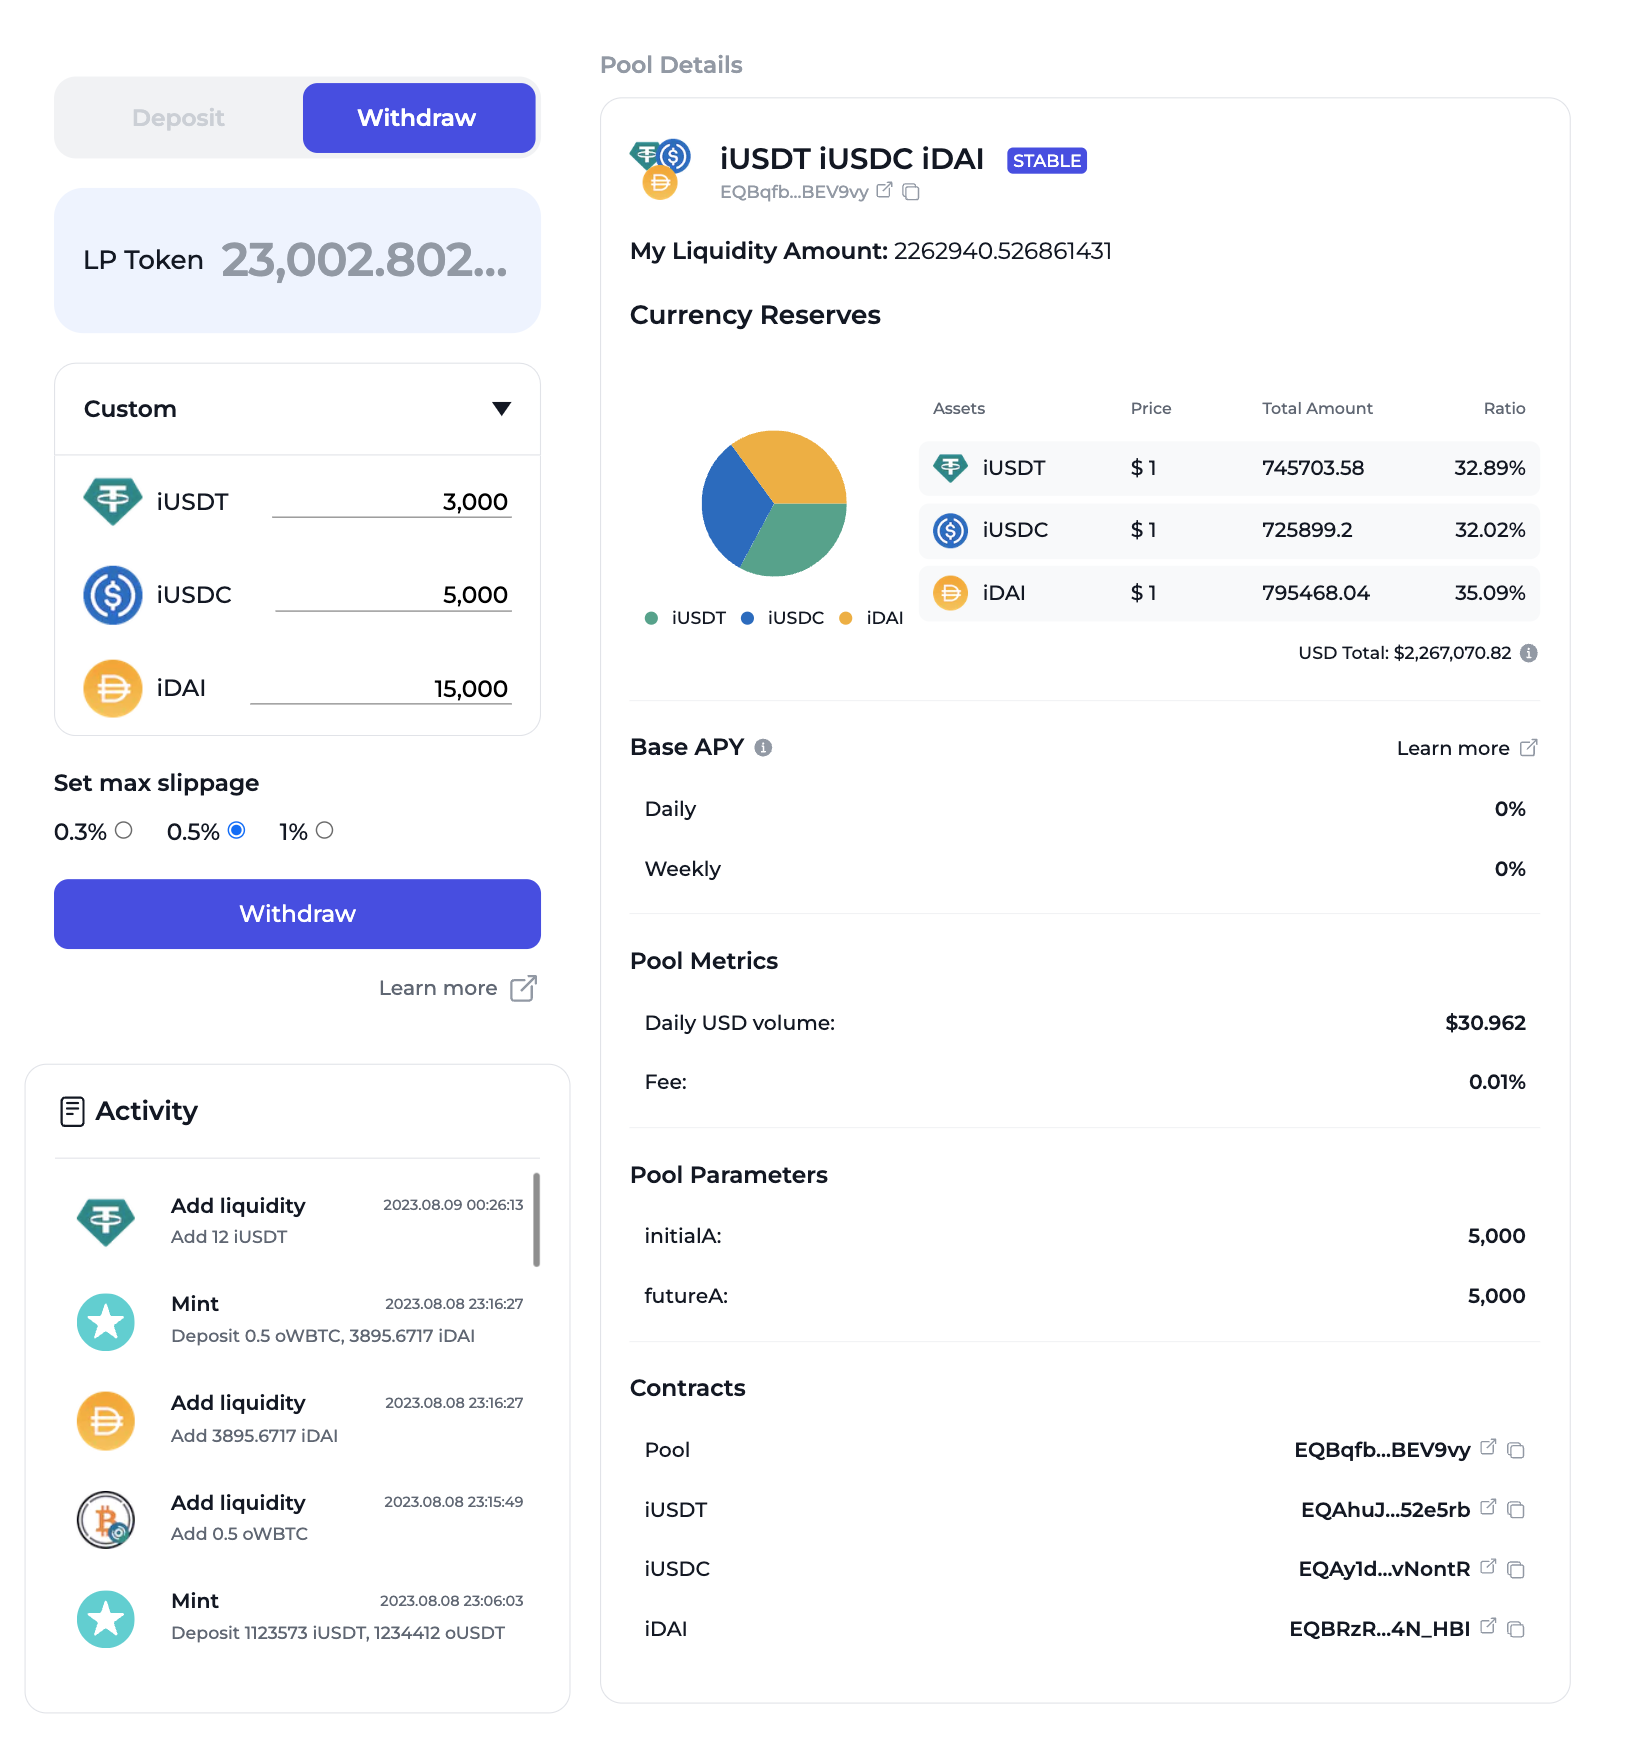 Deposit
Withdraw
LP Token 23,002.802...
Custom
iUSDT 3,000
iUSDC 5,000
iDAI 15,000
Set max slippage
0.3% 0.5% 1%
Withdraw
Learn more
Activity
Add liquidity 2023.08.09 00:26:13
Add 12 iUSDT
Mint 2023.08.08 23:16:27
Deposit 0.5 oWBTC, 3895.6717 iDAI
Add liquidity 2023.08.08 23:16:27
Add 3895.6717 iDAI
Add liquidity 2023.08.08 23:15:49
Add 0.5 oWBTC
Mint 2023.08.08 23:06:03
Deposit 1123573 iUSDT, 1234412 oUSDT
Pool Details
iUSDT iUSDC iDAI STABLE
EQBqfb...BEV9vy
My Liquidity Amount: 2262940.526861431
Currency Reserves
iUSDT iUSDC iDAI
Assets Price Total Amount Ratio
iUSDT $ 1 745703.58 32.89%
iUSDC $ 1 725899.2 32.02%
iDAI $ 1 795468.04 35.09%
USD Total: $2,267,070.82
Base APY Learn more
Daily 0%
Weekly 0%
Pool Metrics
Daily USD volume: $30.962
Fee: 0.01%
Pool Parameters
initialA: 5,000
futureA: 5,000
Contracts
Pool EQBqfb...BEV9vy
iUSDT EQAhuJ...52e5rb
iUSDC EQAy1d...vNontR
iDAI EQBRzR...4N_HBI